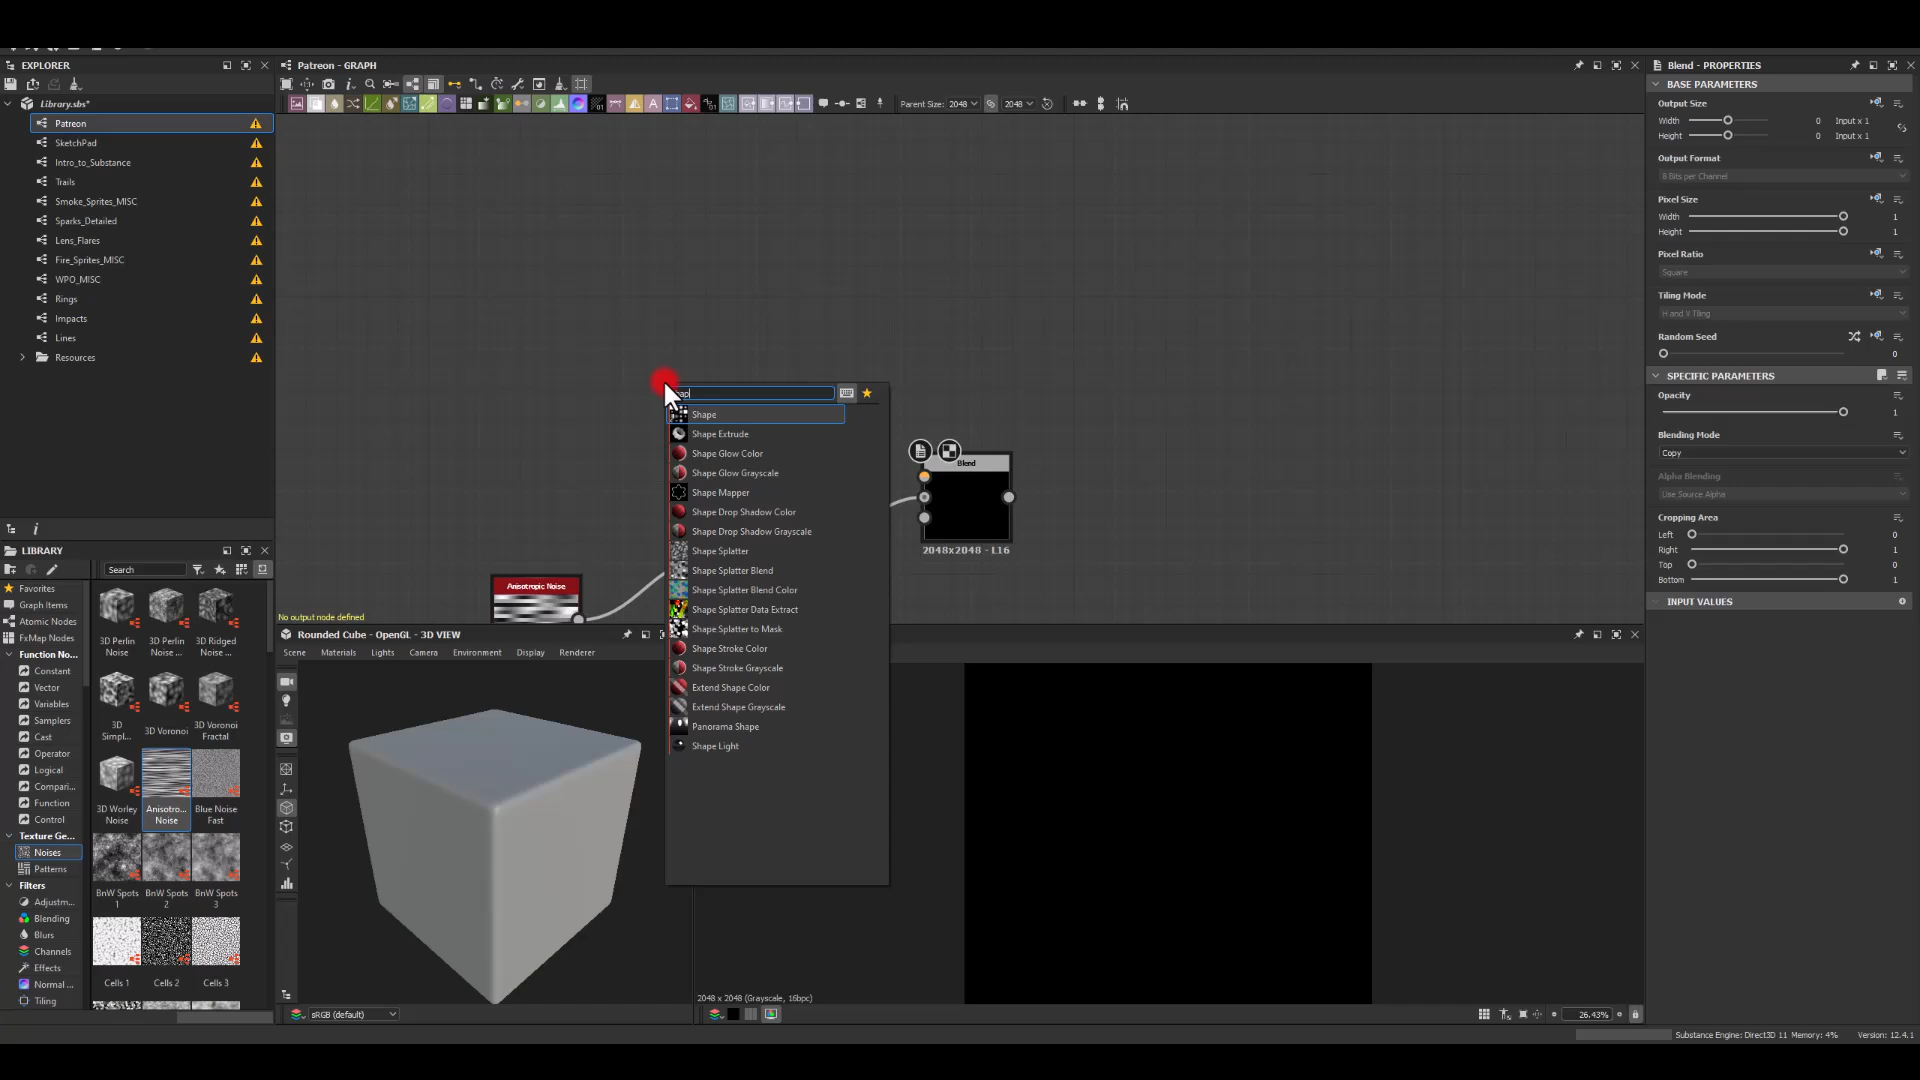 EXPLORER
Library.sbs*
Patreon
SketchPad
Intro_to_Substance
Trails
Smoke_Sprites_MISC
Sparks_Detailed
Lens_Flares
Fire_Sprites_MISC
WPO_MISC
Rings
Impacts
Lines
Resources
LIBRARY
Search
Favorites
Graph Items
Atomic Nodes
FxMap Nodes
Function No...
Constant
Vector
Variables
Samplers
Cast
Operator
Logical
Compari...
Function
Control
Texture Ge...
Noises
Patterns
Filters
Adjustm...
Blending
Blurs
Channels
Effects
Normal ...
Tiling
3D Perlin Noise
3D Perlin Noise ...
3D Ridged Noise ...
3D Simpl...
3D Voronoi
3D Voronoi Fractal
3D Worley Noise
Anisotro... Noise
Blue Noise Fast
BnW Spots 1
BnW Spots 2
BnW Spots 3
Cells 1
Cells 2
Cells 3
Patreon - GRAPH
Parent Size: 2048
2048
Shape
Shape Extrude
Shape Glow Color
Shape Glow Grayscale
Shape Mapper
Shape Drop Shadow Color
Shape Drop Shadow Grayscale
Shape Splatter
Shape Splatter Blend
Shape Splatter Blend Color
Shape Splatter Data Extract
Shape Splatter to Mask
Shape Stroke Color
Shape Stroke Grayscale
Extend Shape Color
Extend Shape Grayscale
Panorama Shape
Shape Light
Blend
2048x2048 - L16
Anisotropic Noise
No output node defined
Rounded Cube - OpenGL - 3D VIEW
Scene Materials Lights Camera Environment Display Renderer
sRGB (default)
2048 x 2048 (Grayscale, 16bpc)
26.43%
Blend - PROPERTIES
BASE PARAMETERS
Output Size
Width 0 Input x 1
Height 0 Input x 1
Output Format
8 Bits per Channel
Pixel Size
Width 1
Height 1
Pixel Ratio
Square
Tiling Mode
H and V Tiling
Random Seed
0
SPECIFIC PARAMETERS
Opacity
1
Blending Mode
Copy
Alpha Blending
Use Source Alpha
Cropping Area
Left 0
Right 1
Top 0
Bottom 1
INPUT VALUES
Substance Engine: Direct3D 11 Memory: 4% Version: 12.4.1